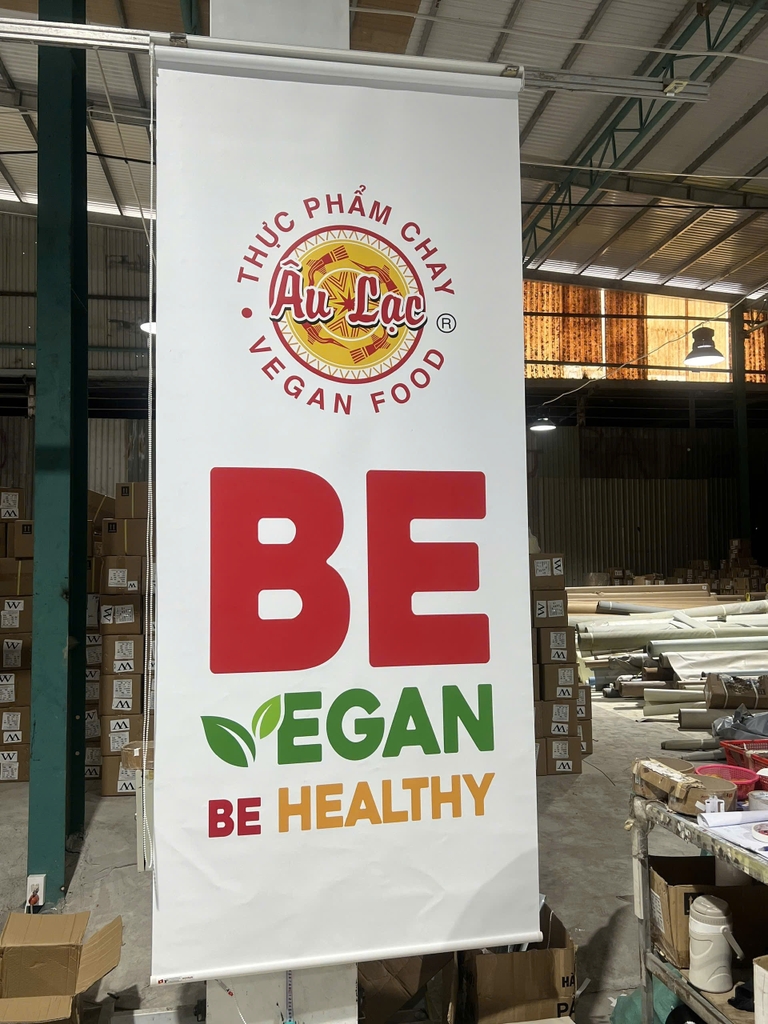 THỰC PHẨM CHAY
Âu Lạc
®
• VEGAN FOOD
BE
VEGAN
BE HEALTHY